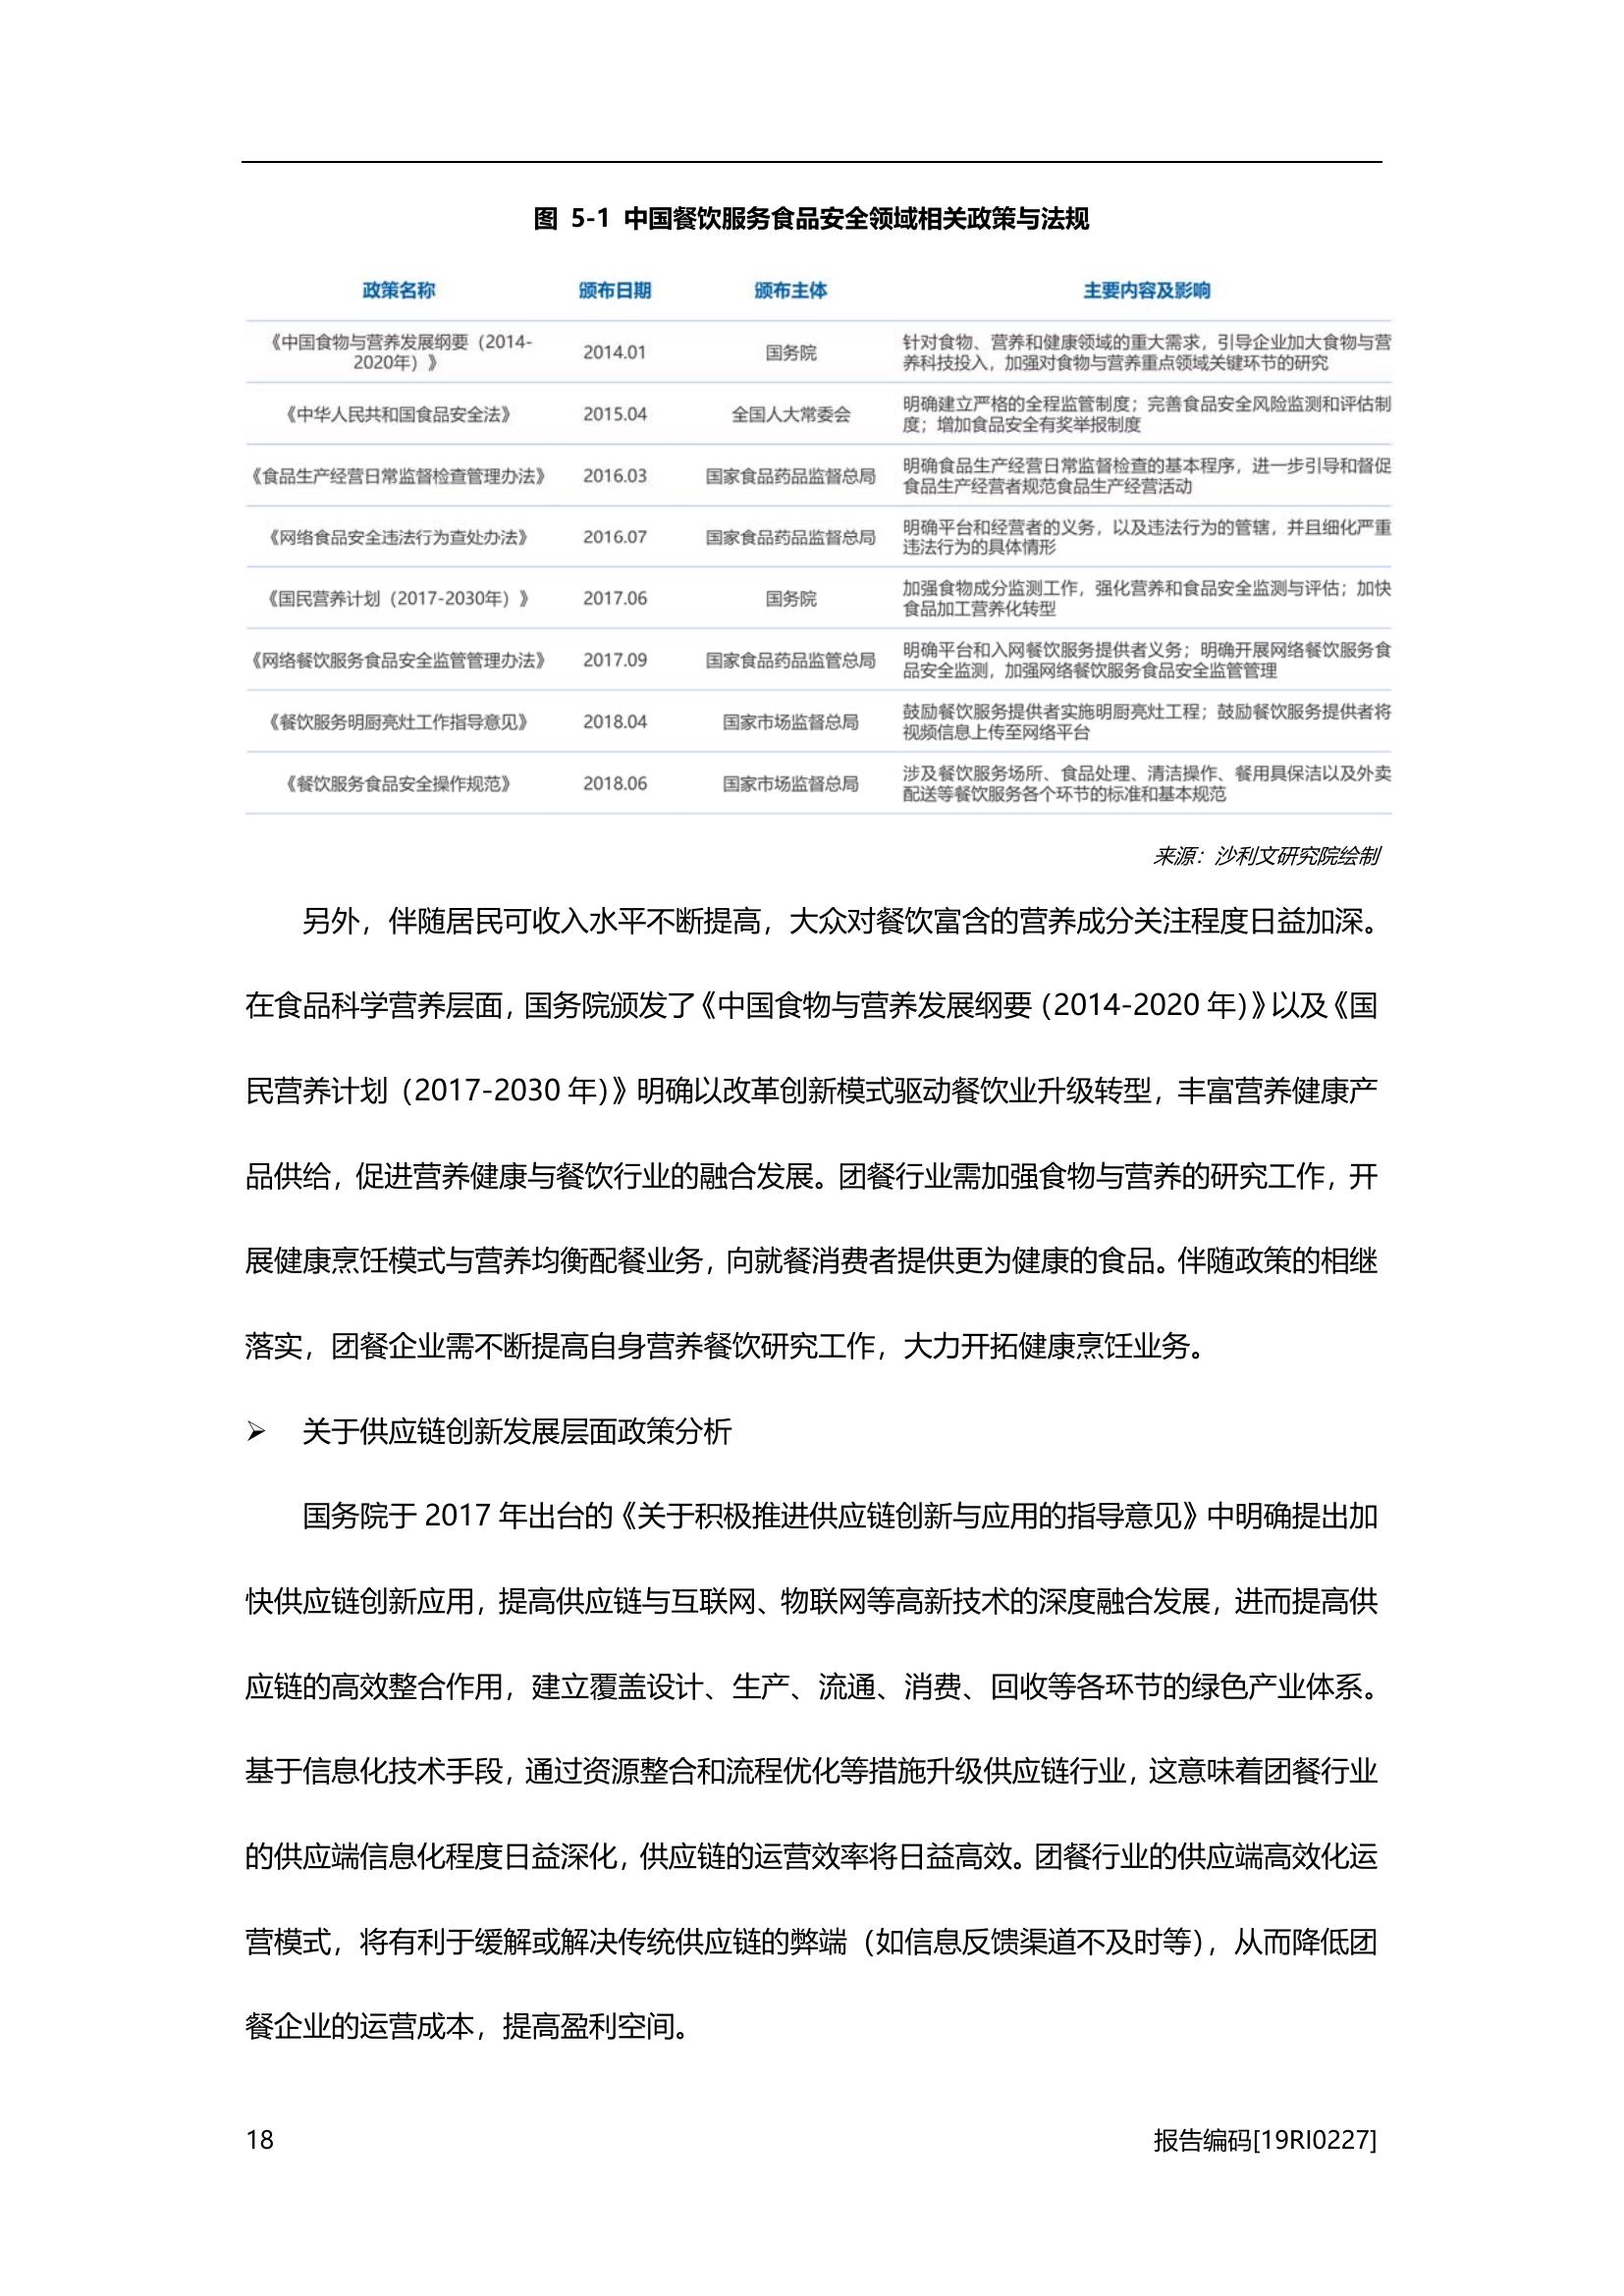 图 5-1 中国餐饮服务食品安全领域相关政策与法规
政策名称 颁布日期 颁布主体 主要内容及影响
《中国食物与营养发展纲要（2014-2020年）》 2014.01 国务院 针对食物、营养和健康领域的重大需求，引导企业加大食物与营
养科技投入，加强对食物与营养重点领域关键环节的研究
《中华人民共和国食品安全法》 2015.04 全国人大常委会 明确建立严格的全程监管制度；完善食品安全风险监测和评估制
度；增加食品安全有奖举报制度
《食品生产经营日常监督检查管理办法》 2016.03 国家食品药品监督总局 明确食品生产经营日常监督检查的基本程序，进一步引导和督促
食品生产经营者规范食品生产经营活动
《网络食品安全违法行为查处办法》 2016.07 国家食品药品监督总局 明确平台和经营者的义务，以及违法行为的管辖，并且细化严重
违法行为的具体情形
《国民营养计划（2017-2030年）》 2017.06 国务院 加强食物成分监测工作，强化营养和食品安全监测与评估；加快
食品加工营养化转型
《网络餐饮服务食品安全监管管理办法》 2017.09 国家食品药品监管总局 明确平台和入网餐饮服务提供者义务；明确开展网络餐饮服务食
品安全监测，加强网络餐饮服务食品安全监管管理
《餐饮服务明厨亮灶工作指导意见》 2018.04 国家市场监督总局 鼓励餐饮服务提供者实施明厨亮灶工程；鼓励餐饮服务提供者将
视频信息上传至网络平台
《餐饮服务食品安全操作规范》 2018.06 国家市场监督总局 涉及餐饮服务场所、食品处理、清洁操作、餐用具保洁以及外卖
配送等餐饮服务各个环节的标准和基本规范
来源：沙利文研究院绘制
另外，伴随居民可收入水平不断提高，大众对餐饮富含的营养成分关注程度日益加深。
在食品科学营养层面，国务院颁发了《中国食物与营养发展纲要（2014-2020 年）》以及《国
民营养计划（2017-2030 年）》明确以改革创新模式驱动餐饮业升级转型，丰富营养健康产
品供给，促进营养健康与餐饮行业的融合发展。团餐行业需加强食物与营养的研究工作，开
展健康烹饪模式与营养均衡配餐业务，向就餐消费者提供更为健康的食品。伴随政策的相继
落实，团餐企业需不断提高自身营养餐饮研究工作，大力开拓健康烹饪业务。
➢ 关于供应链创新发展层面政策分析
国务院于 2017 年出台的《关于积极推进供应链创新与应用的指导意见》中明确提出加
快供应链创新应用，提高供应链与互联网、物联网等高新技术的深度融合发展，进而提高供
应链的高效整合作用，建立覆盖设计、生产、流通、消费、回收等各环节的绿色产业体系。
基于信息化技术手段，通过资源整合和流程优化等措施升级供应链行业，这意味着团餐行业
的供应端信息化程度日益深化，供应链的运营效率将日益高效。团餐行业的供应端高效化运
营模式，将有利于缓解或解决传统供应链的弊端（如信息反馈渠道不及时等），从而降低团
餐企业的运营成本，提高盈利空间。
18 报告编码[19RI0227]